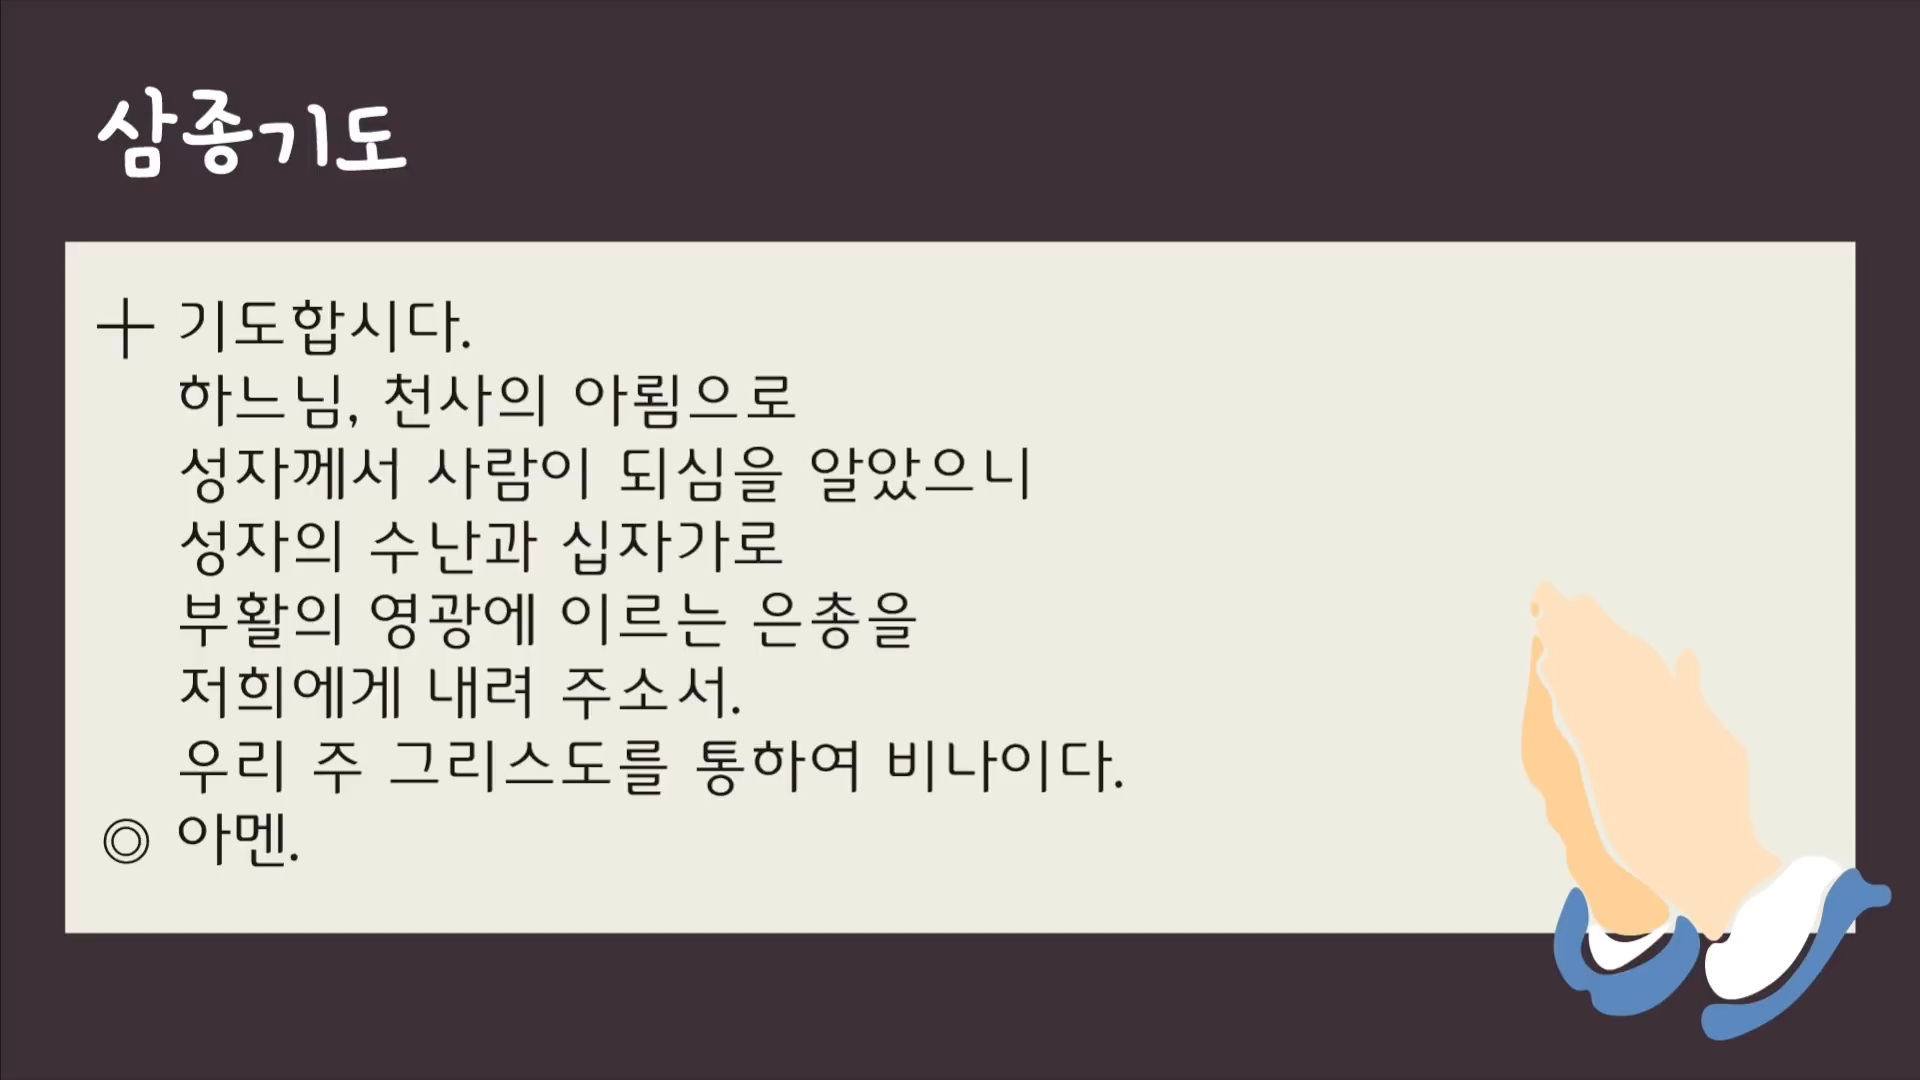 삼종기도
┼ 기도합시다.
하느님, 천사의 아룀으로
성자께서 사람이 되심을 알았으니
성자의 수난과 십자가로
부활의 영광에 이르는 은총을
저희에게 내려 주소서.
우리 주 그리스도를 통하여 비나이다.
◎ 아멘.